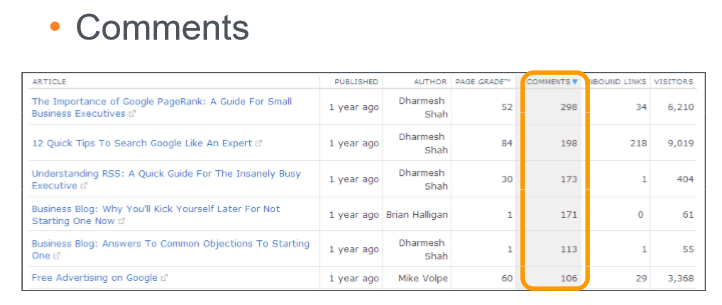 • Comments
ARTICLE PUBLISHED AUTHOR PAGE GRADE™ COMMENTS ▼ INBOUND LINKS VISITORS
The Importance of Google PageRank: A Guide For Small
Business Executives 1 year ago Dharmesh Shah 52 298 34 6,210
12 Quick Tips To Search Google Like An Expert 1 year ago Dharmesh Shah 84 198 218 9,019
Understanding RSS: A Quick Guide For The Insanely Busy
Executive 1 year ago Dharmesh Shah 30 173 1 404
Business Blog: Why You'll Kick Yourself Later For Not
Starting One Now 1 year ago Brian Halligan 1 171 0 61
Business Blog: Answers To Common Objections To Starting
One 1 year ago Dharmesh Shah 1 113 1 55
Free Advertising on Google 1 year ago Mike Volpe 60 106 29 3,368